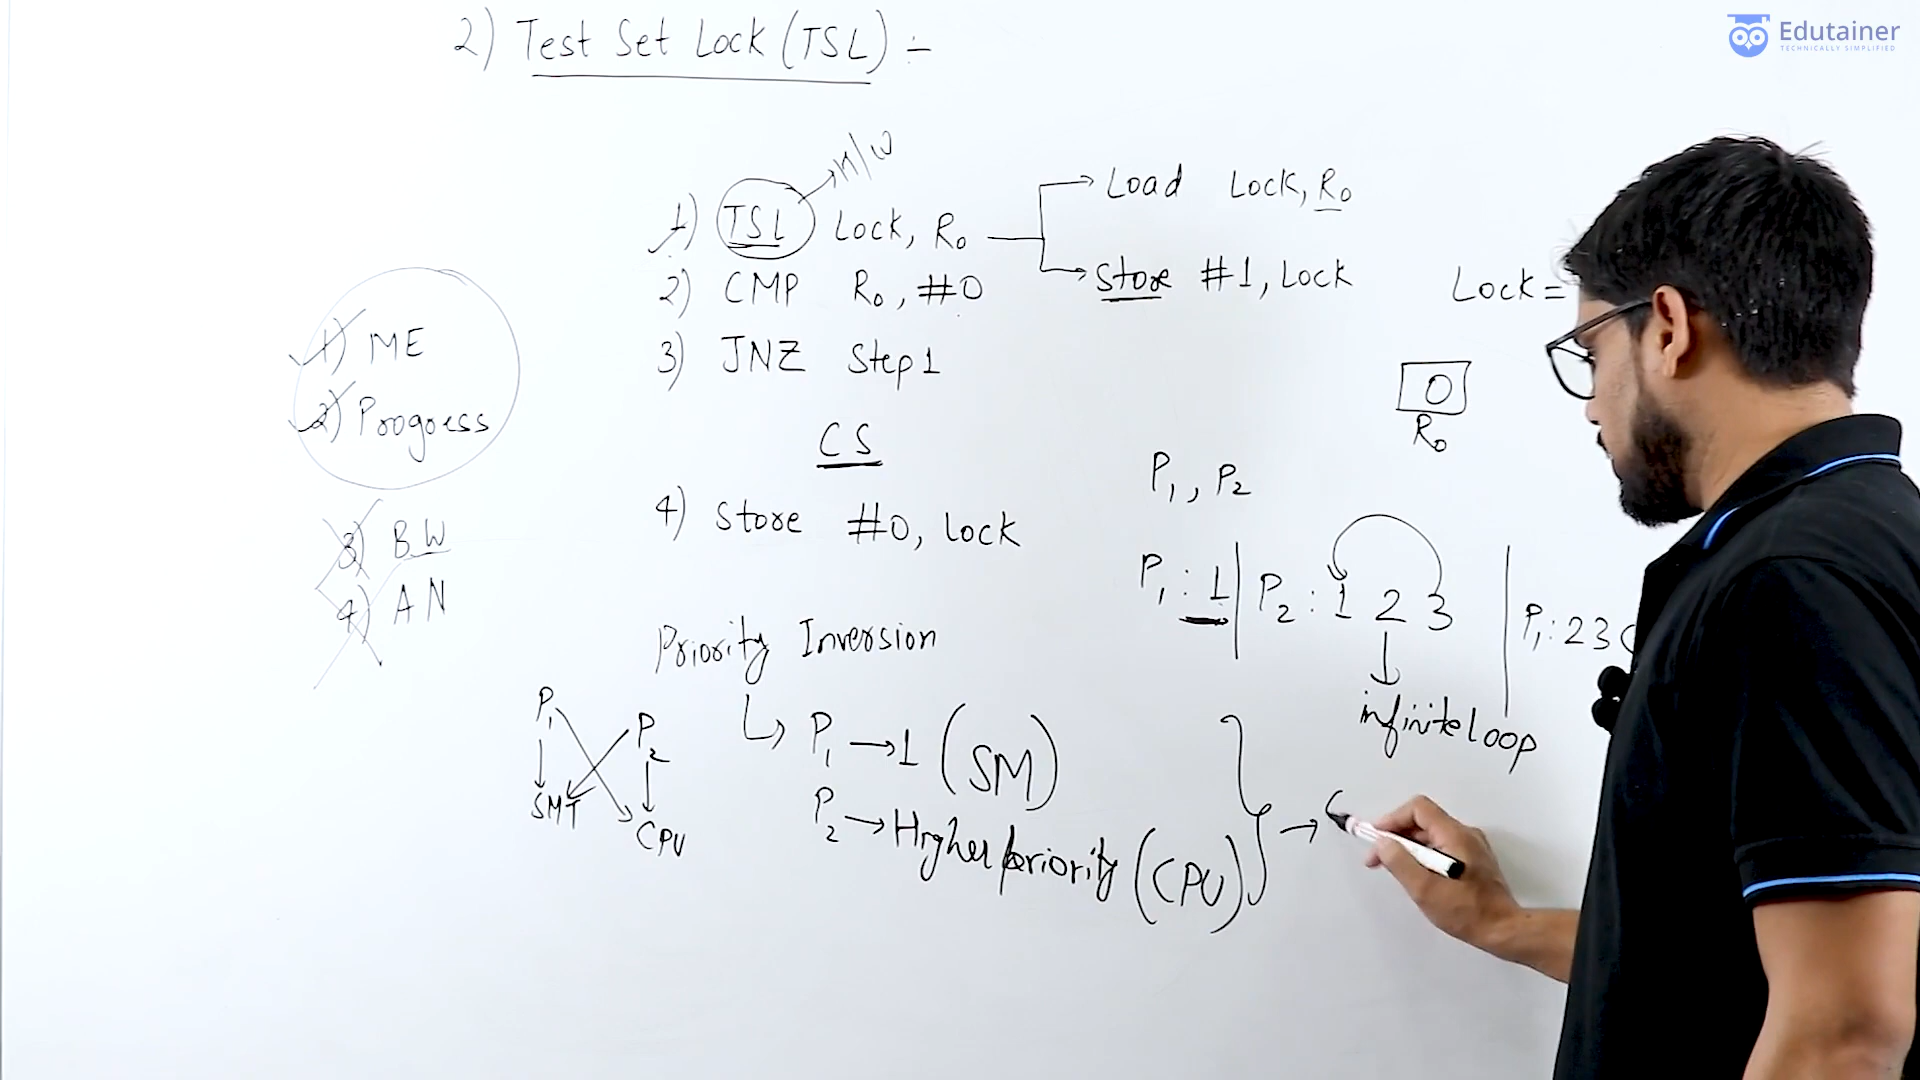 Edutainer
TECHNICALLY SIMPLIFIED
2) Test Set Lock (TSL) :-
1) TSL Lock, R0
Load Lock, R0
Store #1, Lock
2) CMP R0, #0
Lock =
3) JNZ Step1
0
R0
CS
4) Store #0, Lock
1) ME
2) Progress
3) BW
4) AN
P1, P2
P1 : 1 | P2 : 1 2 3 | P1 : 2 3
infinite loop
Priority Inversion
P1 → 1 (SM)
P2 → Higher priority (CPU)
P1 P2
SMT CPU